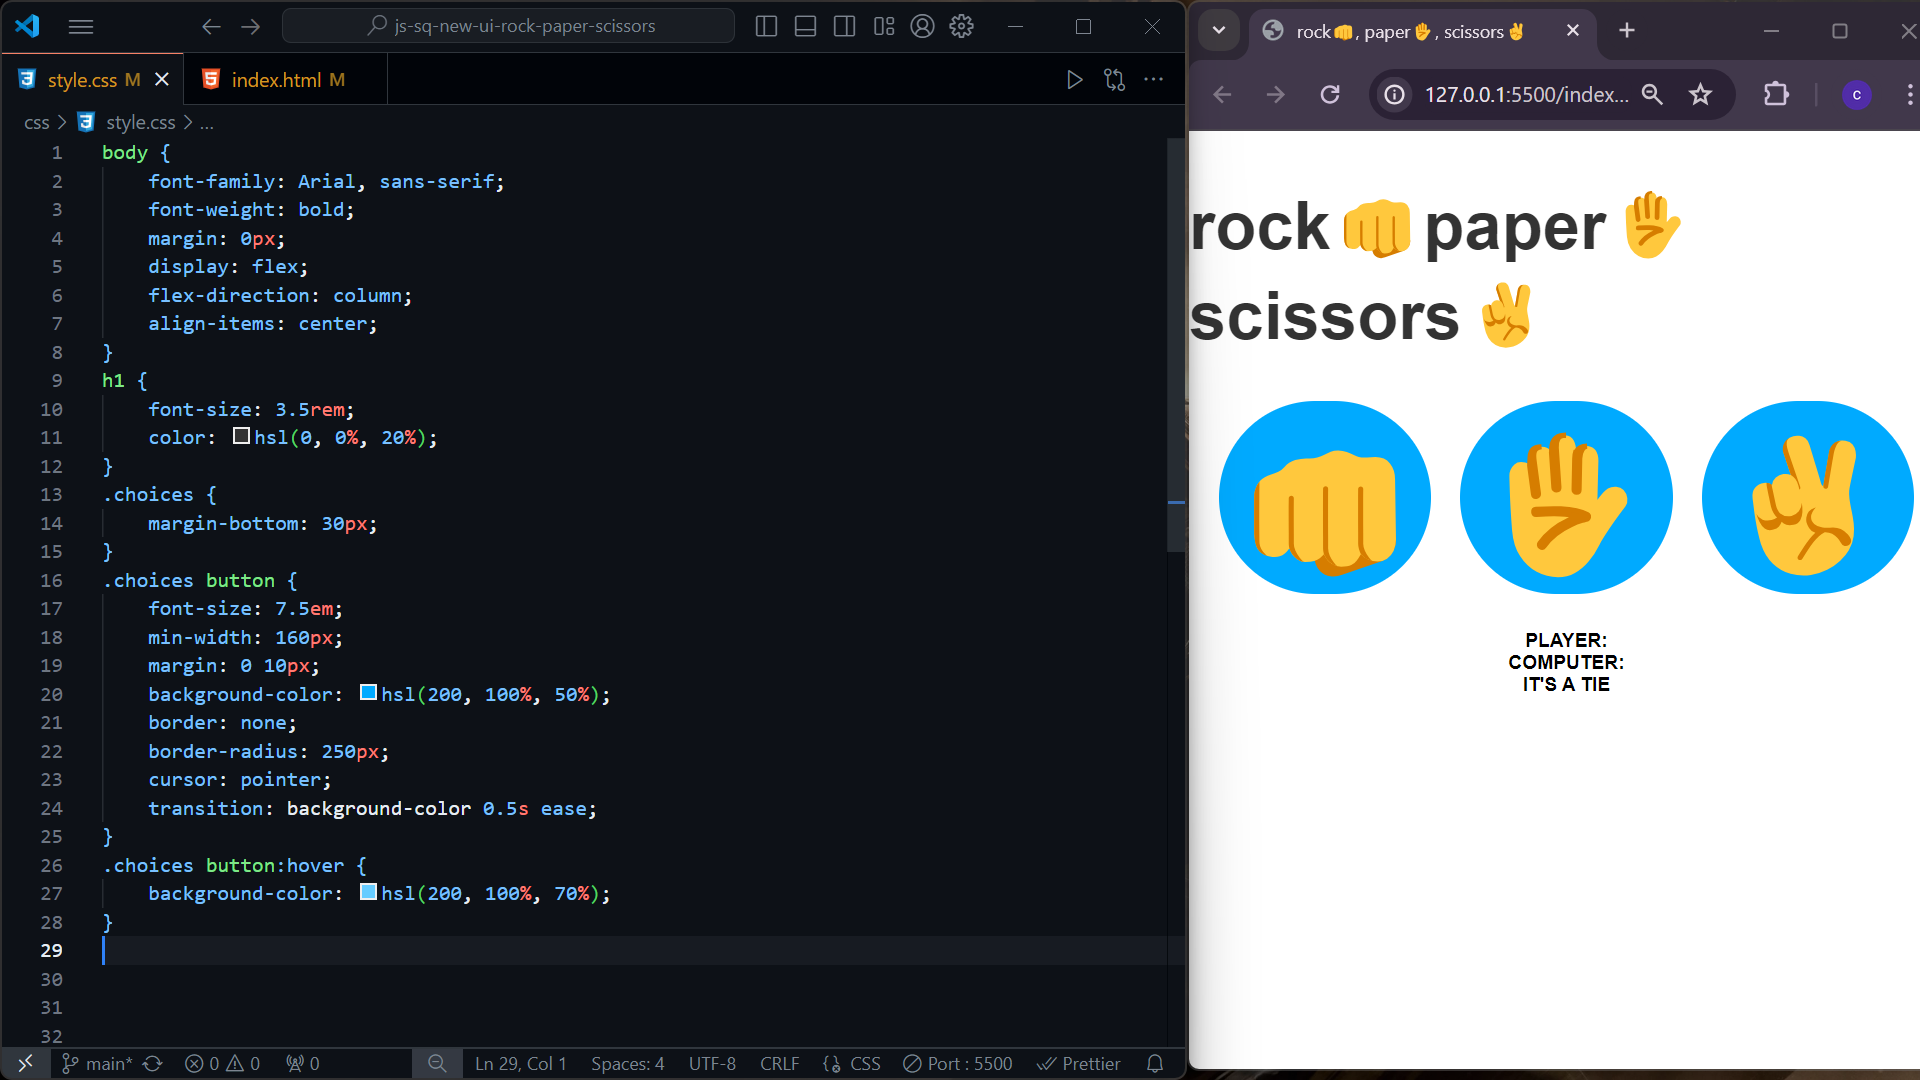 js-sq-new-ui-rock-paper-scissors
style.css M
index.html M
css > style.css > ...
1 body {
2 font-family: Arial, sans-serif;
3 font-weight: bold;
4 margin: 0px;
5 display: flex;
6 flex-direction: column;
7 align-items: center;
8 }
9 h1 {
10 font-size: 3.5rem;
11 color: hsl(0, 0%, 20%);
12 }
13 .choices {
14 margin-bottom: 30px;
15 }
16 .choices button {
17 font-size: 7.5em;
18 min-width: 160px;
19 margin: 0 10px;
20 background-color: hsl(200, 100%, 50%);
21 border: none;
22 border-radius: 250px;
23 cursor: pointer;
24 transition: background-color 0.5s ease;
25 }
26 .choices button:hover {
27 background-color: hsl(200, 100%, 70%);
28 }
29
30
31
32
main* 0 0 0 Ln 29, Col 1 Spaces: 4 UTF-8 CRLF CSS Port : 5500 Prettier
rock👊, paper✋, scissors✌
127.0.0.1:5500/index...
c
rock👊 paper✋
scissors✌
👊 ✋ ✌
PLAYER:
COMPUTER:
IT'S A TIE